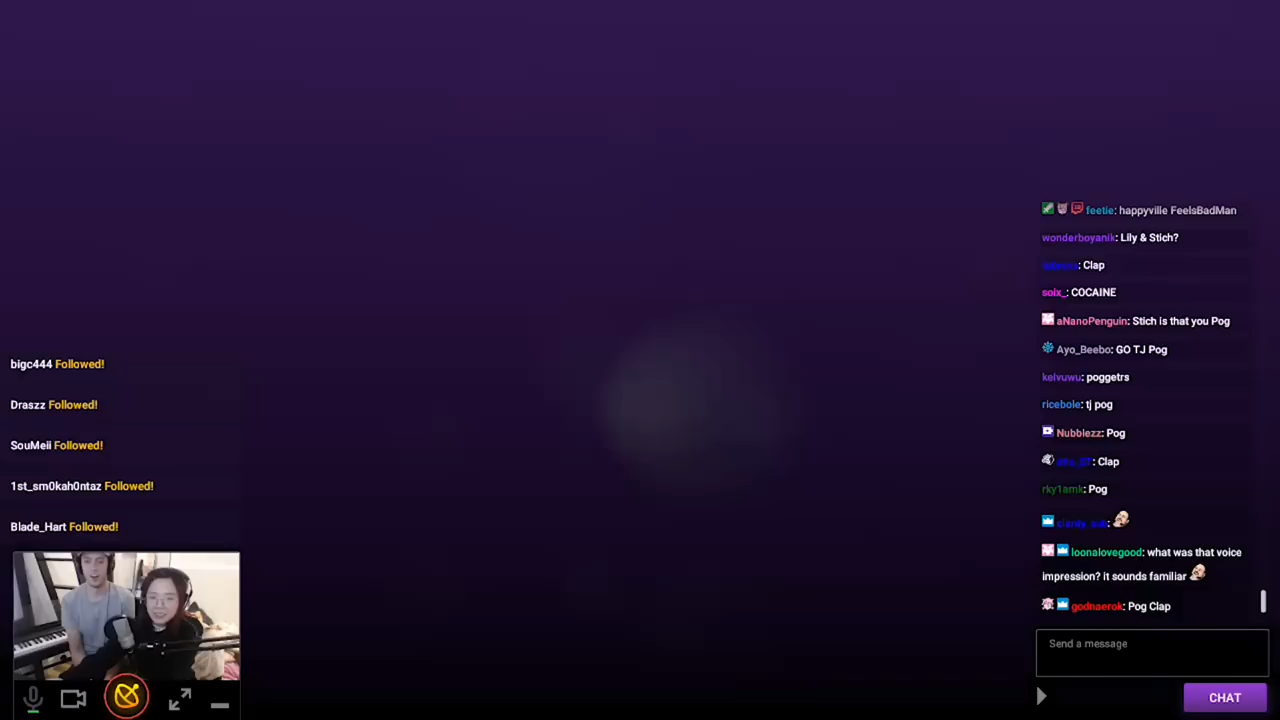 feetie: happyville FeelsBadMan
wonderboyanik: Lily & Stich?
: Clap
soix_: COCAINE
aNanoPenguin: Stich is that you Pog
Ayo_Beebo: GO TJ Pog
kelvuwu: poggetrs
ricebole: tj pog
Nubblezz: Pog
: Clap
rky1amk: Pog
loonalovegood: what was that voice
impression? it sounds familiar
godnaerok: Pog Clap
Send a message
CHAT
bigc444 Followed!
Draszz Followed!
SouMeii Followed!
1st_sm0kah0ntaz Followed!
Blade_Hart Followed!